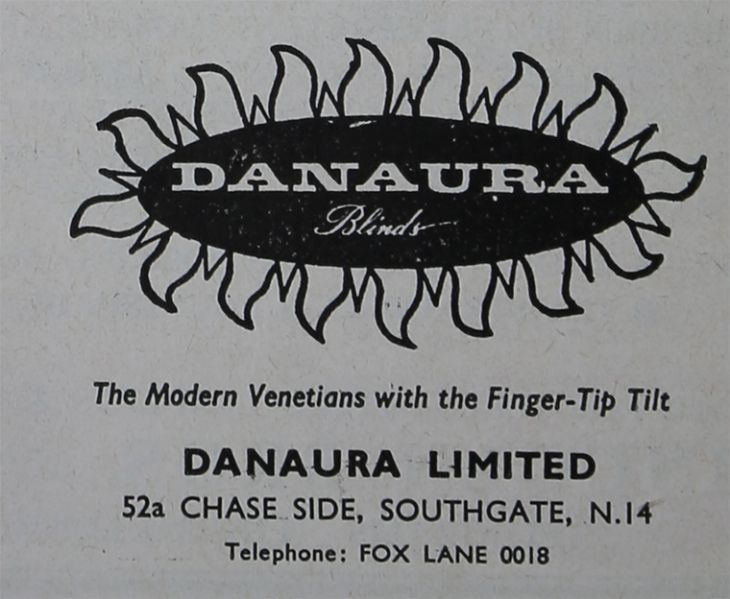 DANAURA
Blinds
The Modern Venetians with the Finger-Tip Tilt
DANAURA LIMITED
52a CHASE SIDE, SOUTHGATE, N.14
Telephone: FOX LANE 0018